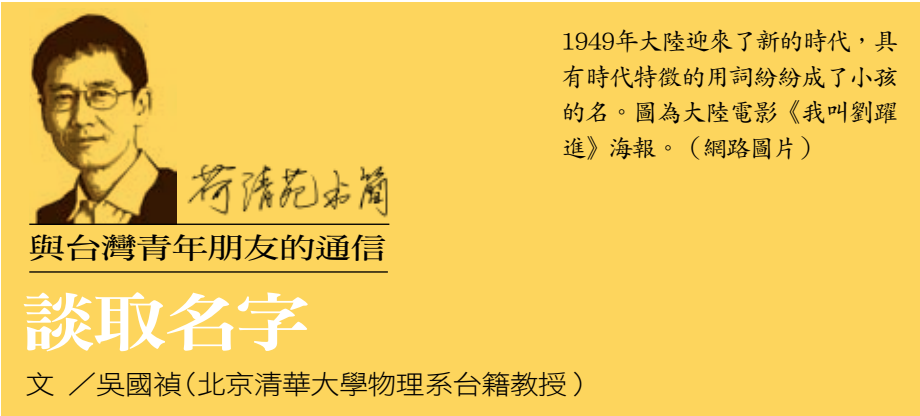 荷清苑书簡
與台灣青年朋友的通信
談取名字
文 ／吳國禎（北京清華大學物理系台籍教授）
1949年大陸迎來了新的時代，具
有時代特徵的用詞紛紛成了小孩
的名。圖為大陸電影《我叫劉躍
進》海報。（網路圖片）